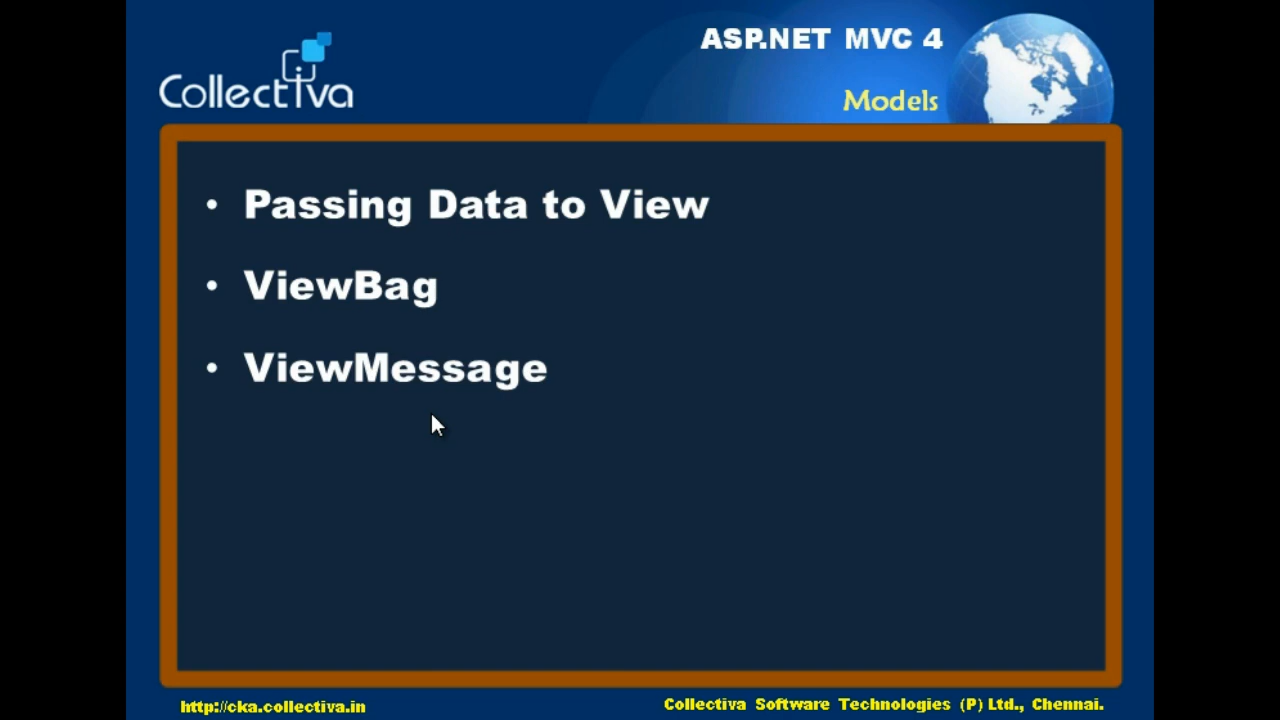 Collectiva
ASP.NET MVC 4
Models
• Passing Data to View
• ViewBag
• ViewMessage
http://cka.collectiva.in
Collectiva Software Technologies (P) Ltd., Chennai.